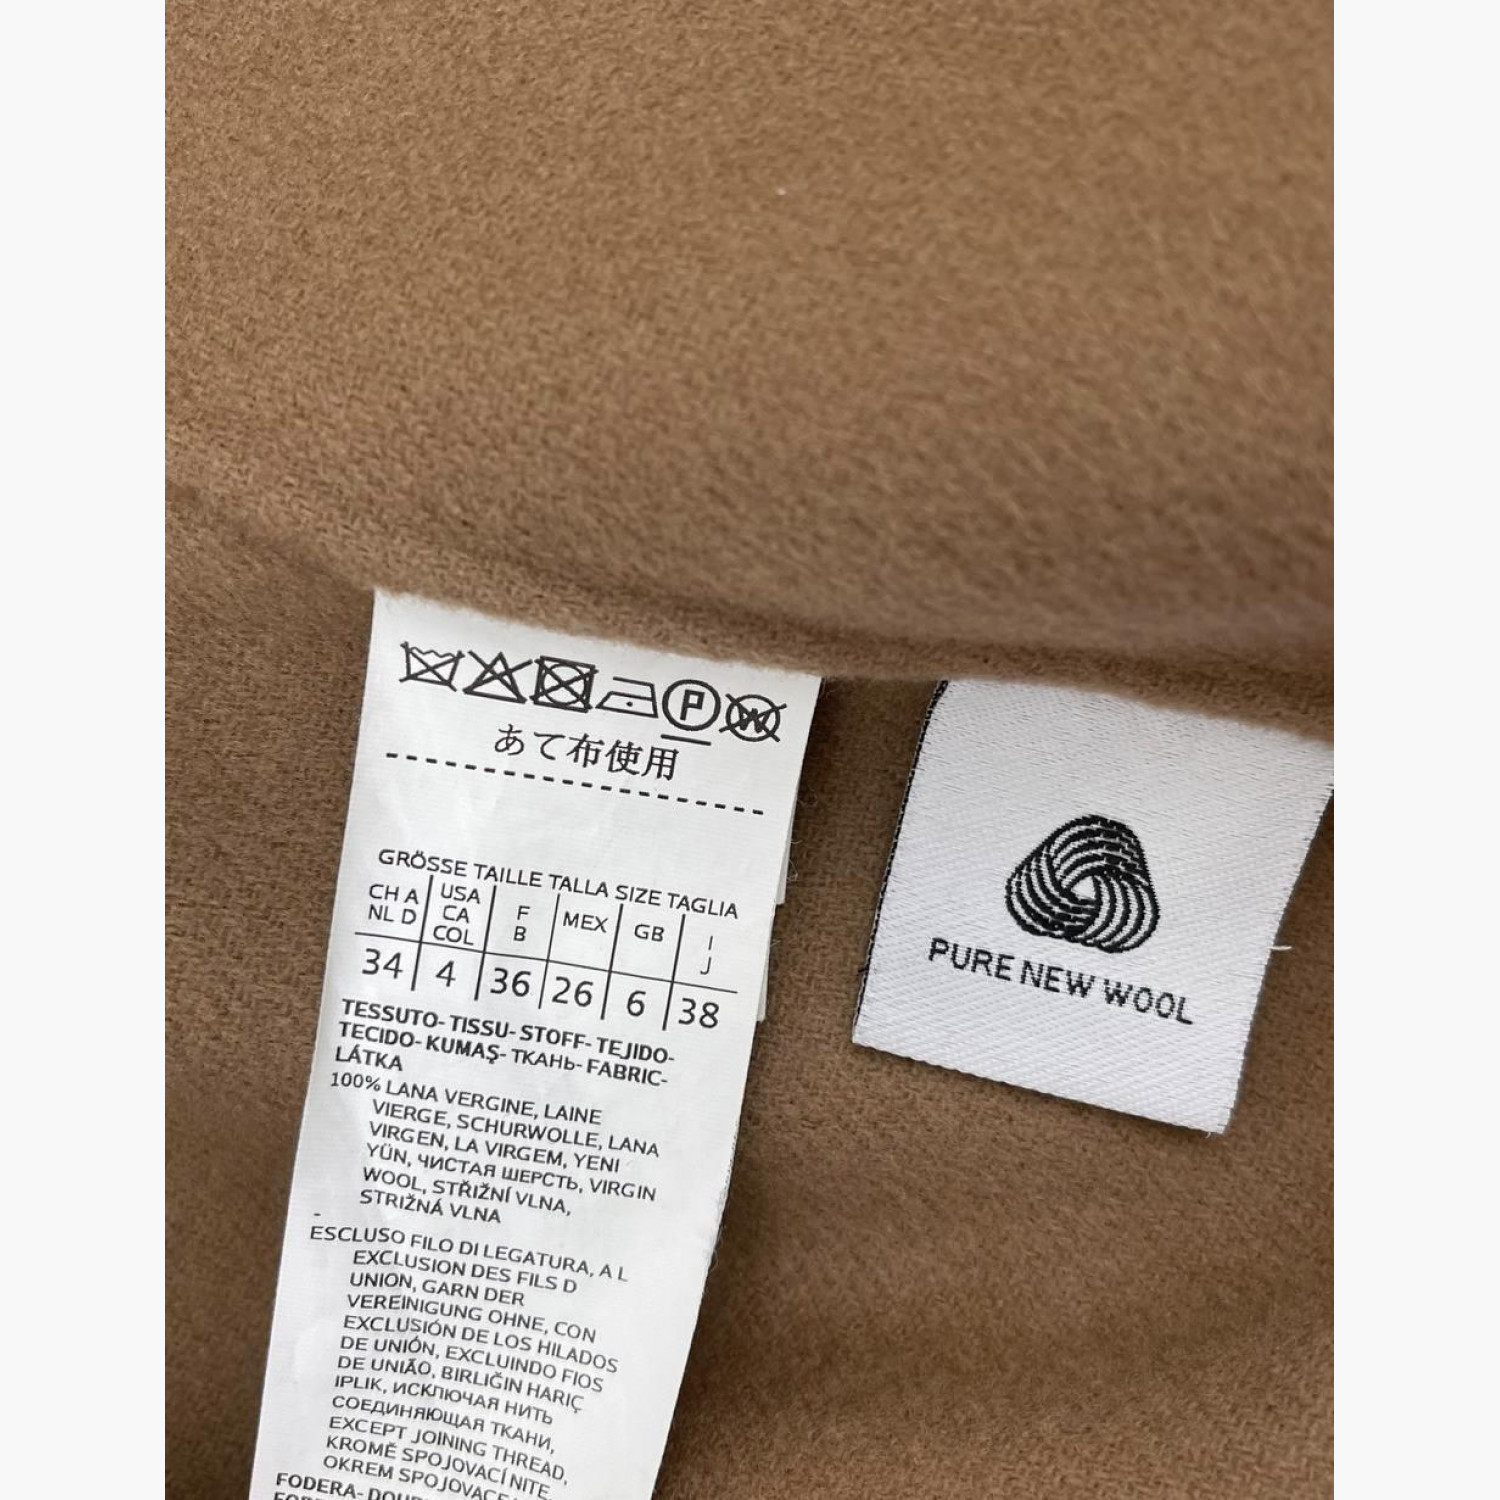 あて布使用
GRÖSSE TAILLE TALLA SIZE TAGLIA
CH A USA F MEX GB I
NL D CA B J
COL
34 4 36 26 6 38
TESSUTO-TISSU-STOFF-TEJIDO-
TECIDO-KUMAŞ-ТКАНЬ-FABRIC-
LÁTKA
100% LANA VERGINE, LAINE
VIERGE, SCHURWOLLE, LANA
VIRGEN, LA VIRGEM, YENI
YÜN, ЧИСТАЯ ШЕРСТЬ, VIRGIN
WOOL, STŘIŽNÍ VLNA,
STRIŽNÁ VLNA
-
ESCLUSO FILO DI LEGATURA, A L
EXCLUSION DES FILS D
UNION, GARN DER
VEREINIGUNG OHNE, CON
EXCLUSIÓN DE LOS HILADOS
DE UNIÓN, EXCLUINDO FIOS
DE UNIÃO, BIRLIĞIN HARIÇ
IPLIK, ИСКЛЮЧАЯ НИТЬ
СОЕДИНЯЮЩАЯ ТКАНИ,
EXCEPT JOINING THREAD,
KROMĚ SPOJOVACÍ NITE,
OKREM
FODERA-
PURE NEW WOOL